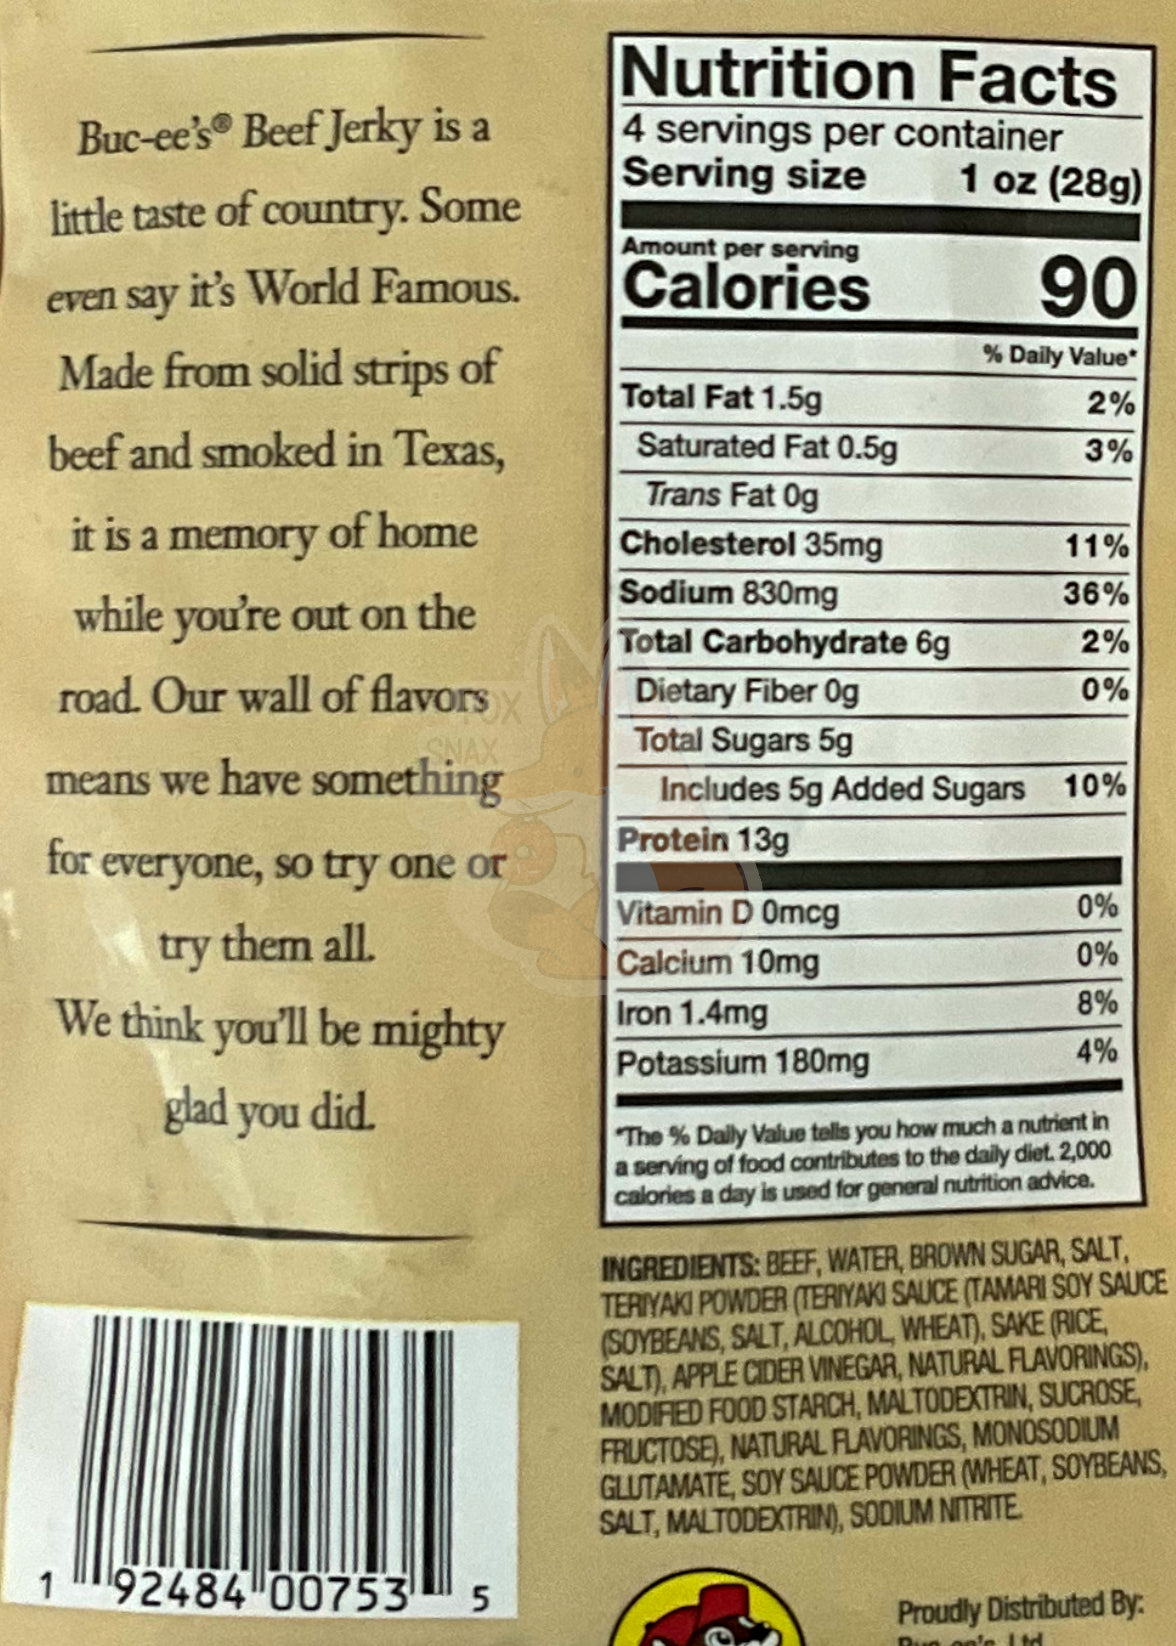 Buc-ee's® Beef Jerky is a
little taste of country. Some
even say it's World Famous.
Made from solid strips of
beef and smoked in Texas,
it is a memory of home
while you're out on the
road. Our wall of flavors
means we have something
for everyone, so try one or
try them all.
We think you'll be mighty
glad you did.
1 92484 00753 5
Nutrition Facts
4 servings per container
Serving size 1 oz (28g)
Amount per serving
Calories 90
% Daily Value*
Total Fat 1.5g 2%
Saturated Fat 0.5g 3%
Trans Fat 0g
Cholesterol 35mg 11%
Sodium 830mg 36%
Total Carbohydrate 6g 2%
Dietary Fiber 0g 0%
Total Sugars 5g
Includes 5g Added Sugars 10%
Protein 13g
Vitamin D 0mcg 0%
Calcium 10mg 0%
Iron 1.4mg 8%
Potassium 180mg 4%
*The % Daily Value tells you how much a nutrient in
a serving of food contributes to the daily diet. 2,000
calories a day is used for general nutrition advice.
INGREDIENTS: BEEF, WATER, BROWN SUGAR, SALT,
TERIYAKI POWDER (TERIYAKI SAUCE (TAMARI SOY SAUCE
(SOYBEANS, SALT, ALCOHOL, WHEAT), SAKE (RICE,
SALT), APPLE CIDER VINEGAR, NATURAL FLAVORINGS),
MODIFIED FOOD STARCH, MALTODEXTRIN, SUCROSE,
FRUCTOSE), NATURAL FLAVORINGS, MONOSODIUM
GLUTAMATE, SOY SAUCE POWDER (WHEAT, SOYBEANS,
SALT, MALTODEXTRIN), SODIUM NITRITE.
Proudly Distributed By:
FOX
SNAX